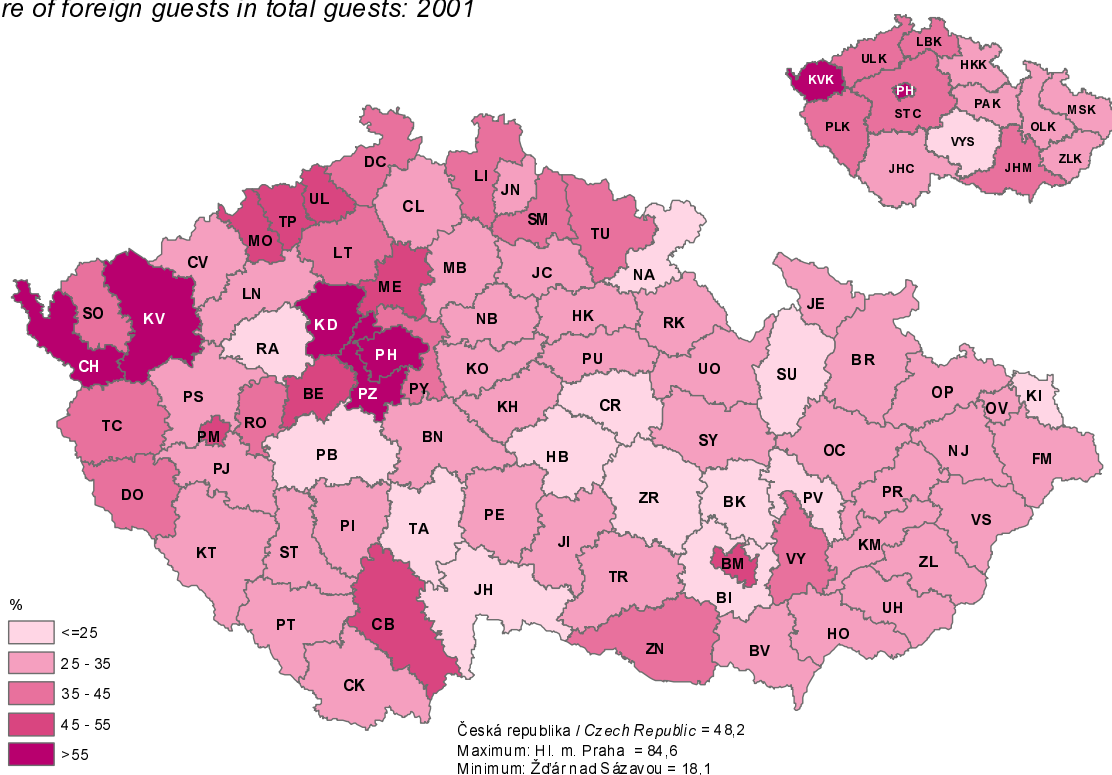 re of foreign guests in total guests: 2001
LBK
ULK
HKK
KVK
PH
PAK
STC
MSK
PLK
OLK
VYS
ZLK
JHC
JHM
DC
LI
JN
UL
CL
SM
TP
TU
MO
LT
CV
MB
JC
NA
ME
LN
JE
SO
KV
KD
NB
HK
RK
RA
PH
PU
BR
CH
KO
UO
SU
BE
PZ
PY
OP
PS
KI
RO
KH
CR
OV
TC
PM
BN
SY
OC
NJ
PB
HB
FM
PJ
DO
ZR
BK
PV
PR
PE
VS
PI
TA
KT
ST
JI
KM
VY
BM
ZL
TR
JH
BI
%
UH
PT
CB
<=25
HO
ZN
BV
25 - 35
CK
35 - 45
45 - 55
>55
Česká republika / Czech Republic = 48,2
Maximum: Hl. m. Praha = 84,6
Minimum: Žďár nad Sázavou = 18,1